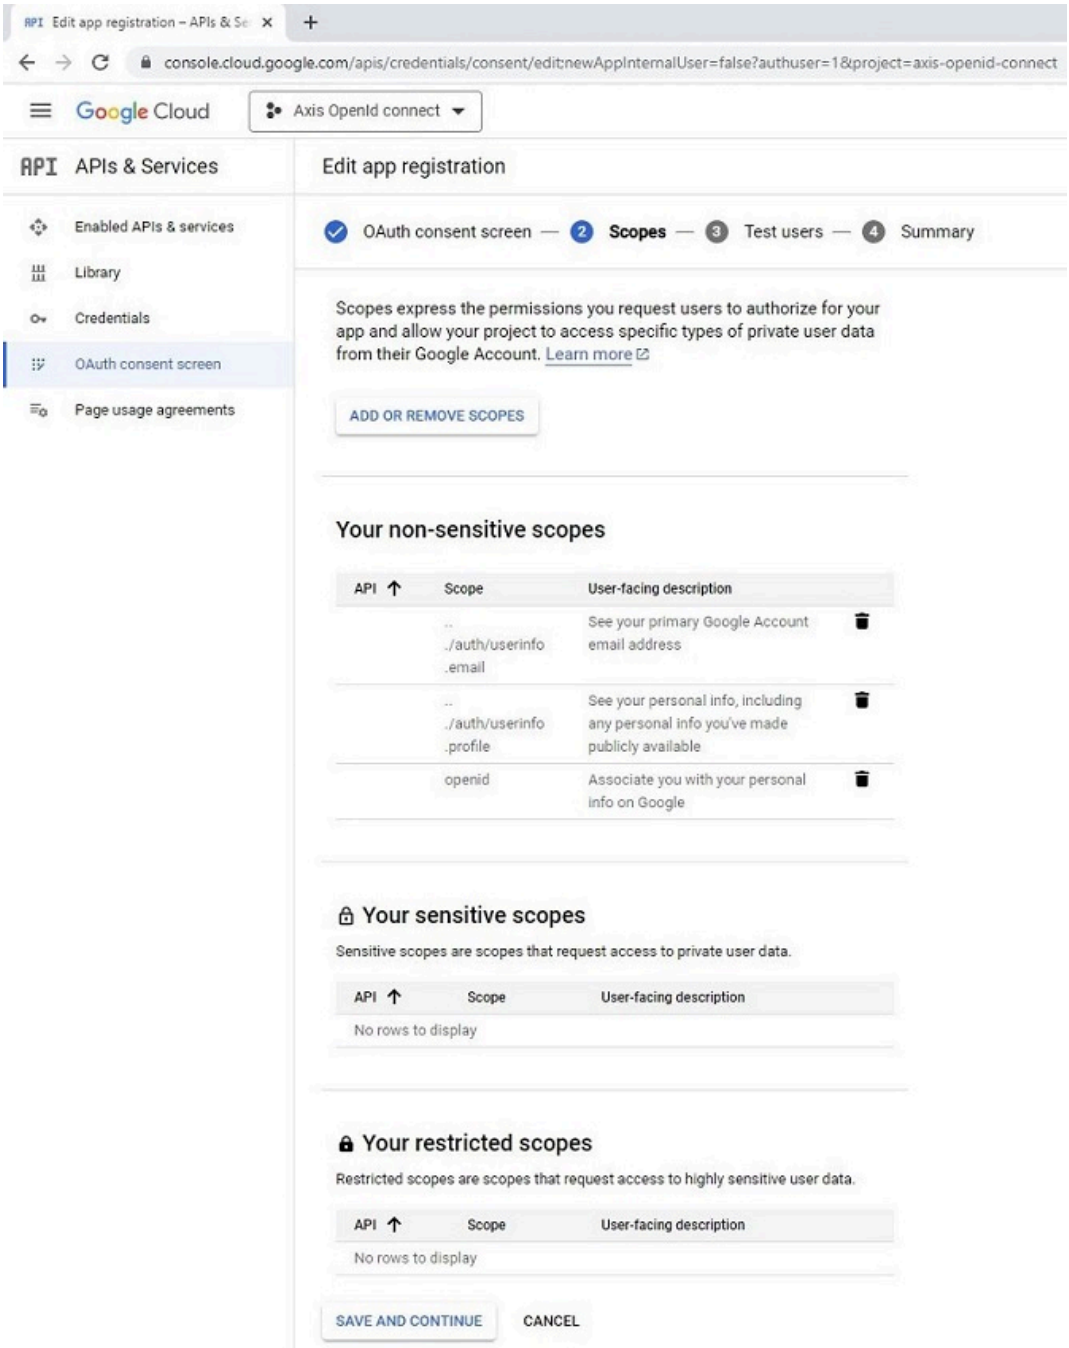 API Edit app registration – APIs & Se
console.cloud.google.com/apis/credentials/consent/edit;newAppInternalUser=false?authuser=1&project=axis-openid-connect
Google Cloud
Axis OpenId connect
API APIs & Services
Edit app registration
Enabled APIs & services
Library
Credentials
OAuth consent screen
Page usage agreements
OAuth consent screen — 2 Scopes — 3 Test users — 4 Summary
Scopes express the permissions you request users to authorize for your
app and allow your project to access specific types of private user data
from their Google Account. Learn more
ADD OR REMOVE SCOPES
Your non-sensitive scopes
API Scope User-facing description
.. See your primary Google Account
./auth/userinfo email address
.email
.. See your personal info, including
./auth/userinfo any personal info you've made
.profile publicly available
openid Associate you with your personal
info on Google
Your sensitive scopes
Sensitive scopes are scopes that request access to private user data.
API Scope User-facing description
No rows to display
Your restricted scopes
Restricted scopes are scopes that request access to highly sensitive user data.
API Scope User-facing description
No rows to display
SAVE AND CONTINUE CANCEL